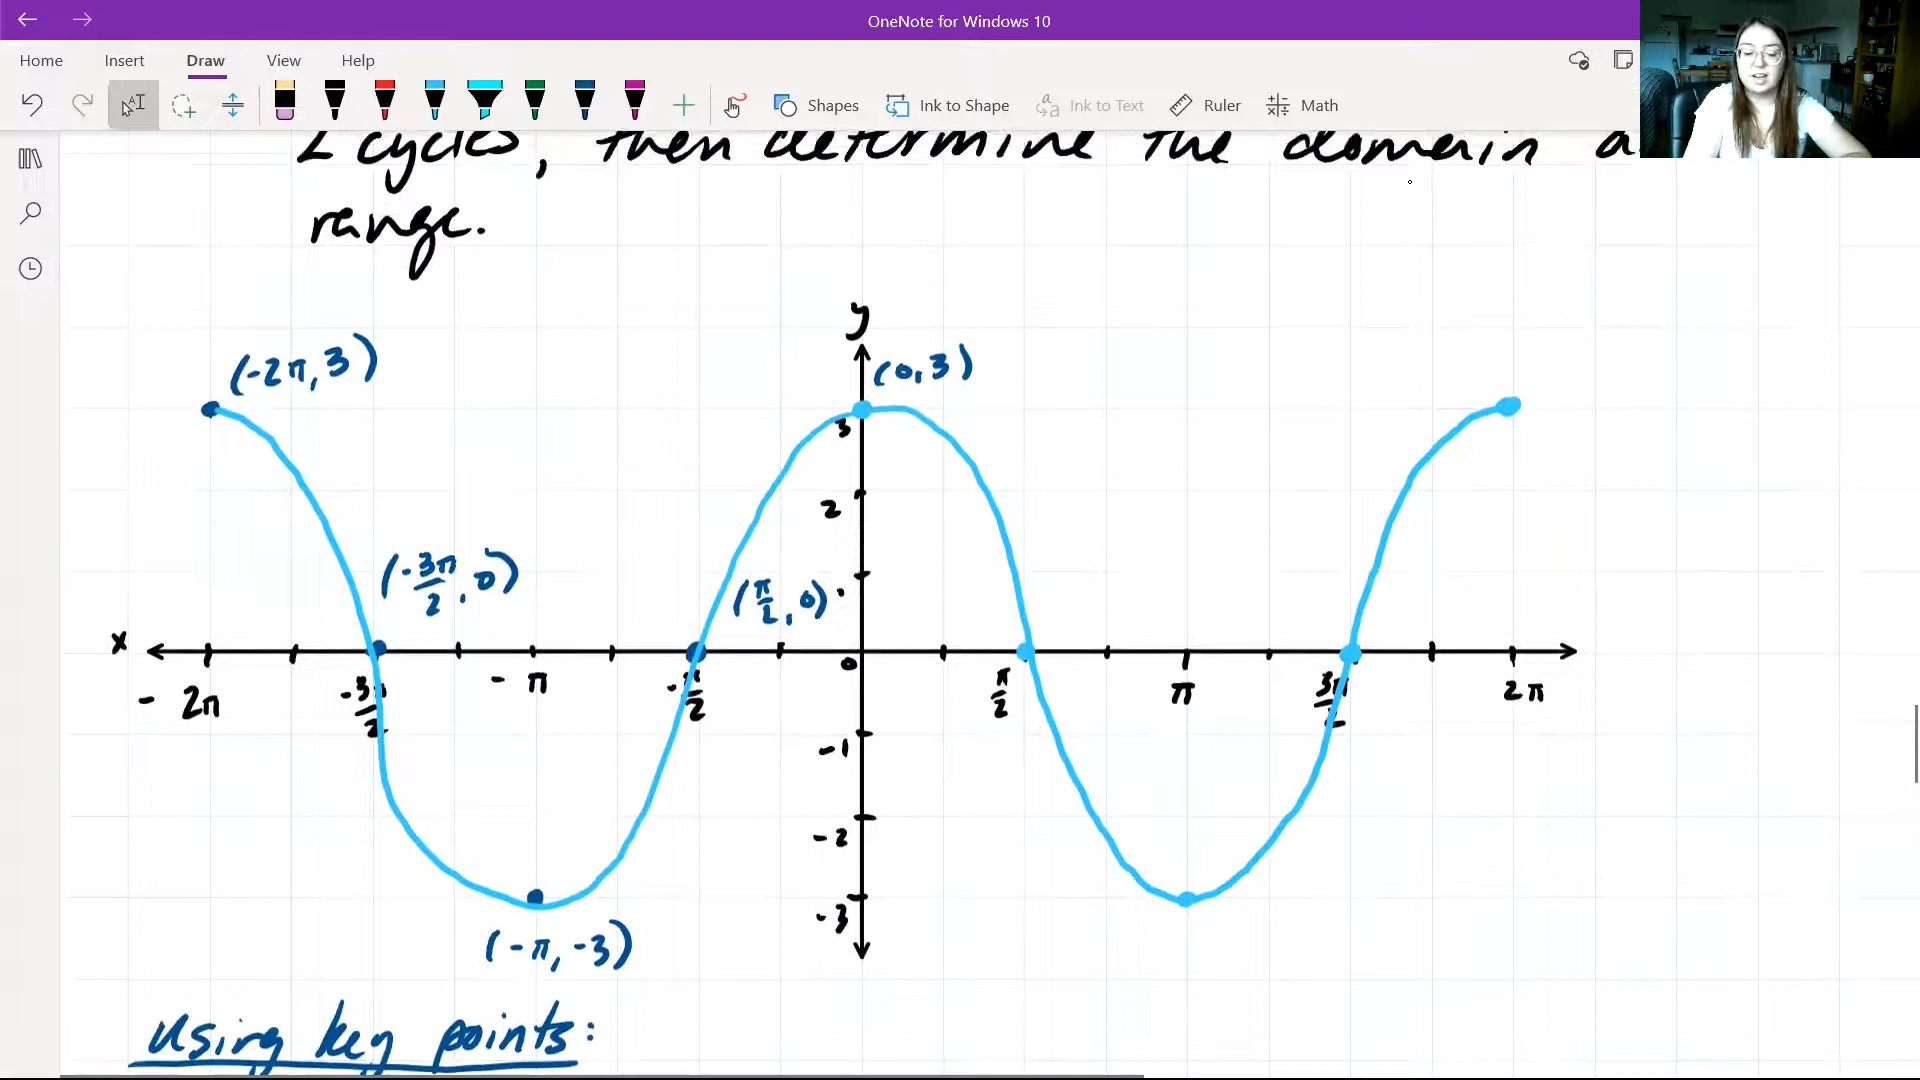 OneNote for Windows 10
Home Insert Draw View Help
Shapes Ink to Shape Ink to Text Ruler Math
2 cycles, then determine the domain a
range.
y
(-2π, 3) (0, 3)
3
2
(-3π/2, 0) (π/2, 0)
x 0
- 2π -3π/2 - π -π/2 π/2 π 3π/2 2π
-1
-2
-3
(-π, -3)
Using key points: